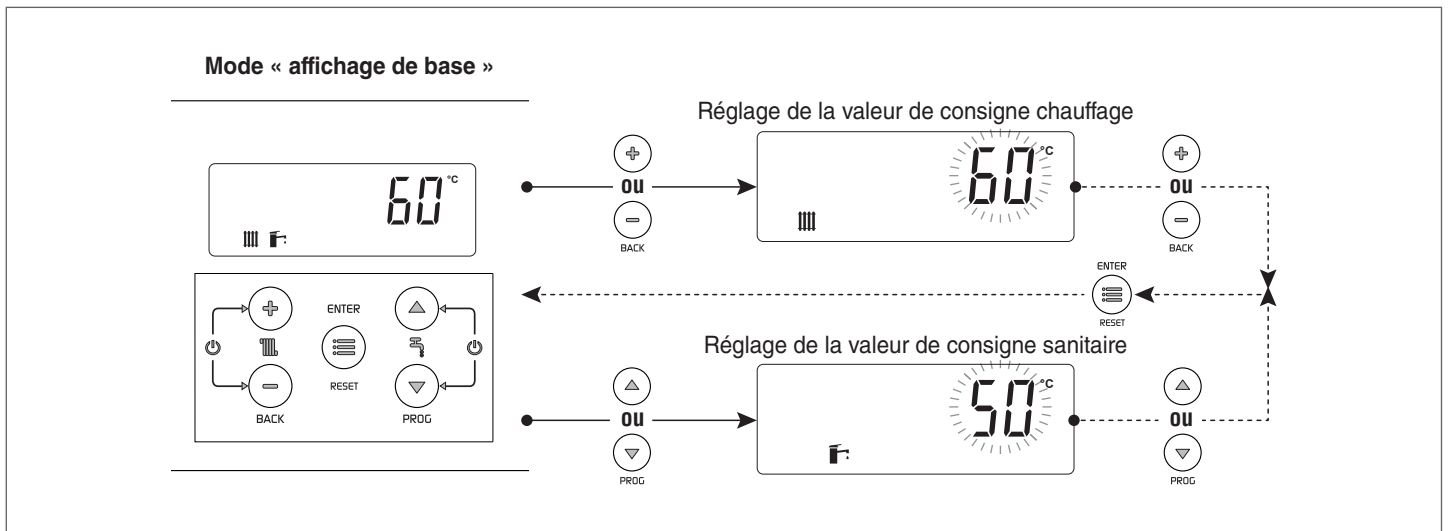 Mode « affichage de base »
60 °C
ENTER
RESET
BACK
PROG
Réglage de la valeur de consigne chauffage
ou
BACK
60 °C
ou
BACK
ENTER
RESET
Réglage de la valeur de consigne sanitaire
ou
PROG
50 °C
ou
PROG